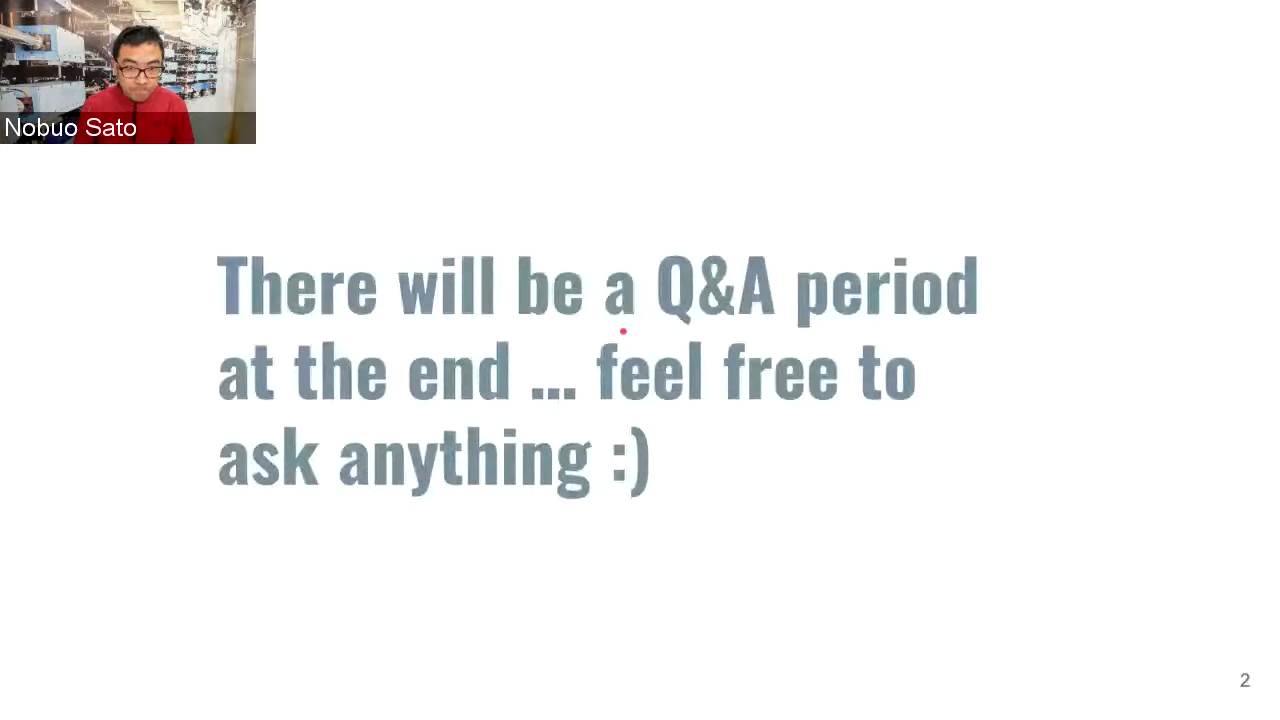 Nobuo Sato
There will be a Q&A period
at the end ... feel free to
ask anything :)
2